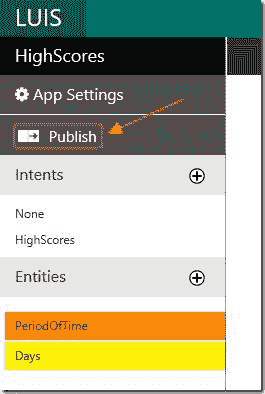 LUIS
HighScores
App Settings
Publish
Intents
None
HighScores
Entities
PeriodOfTime
Days